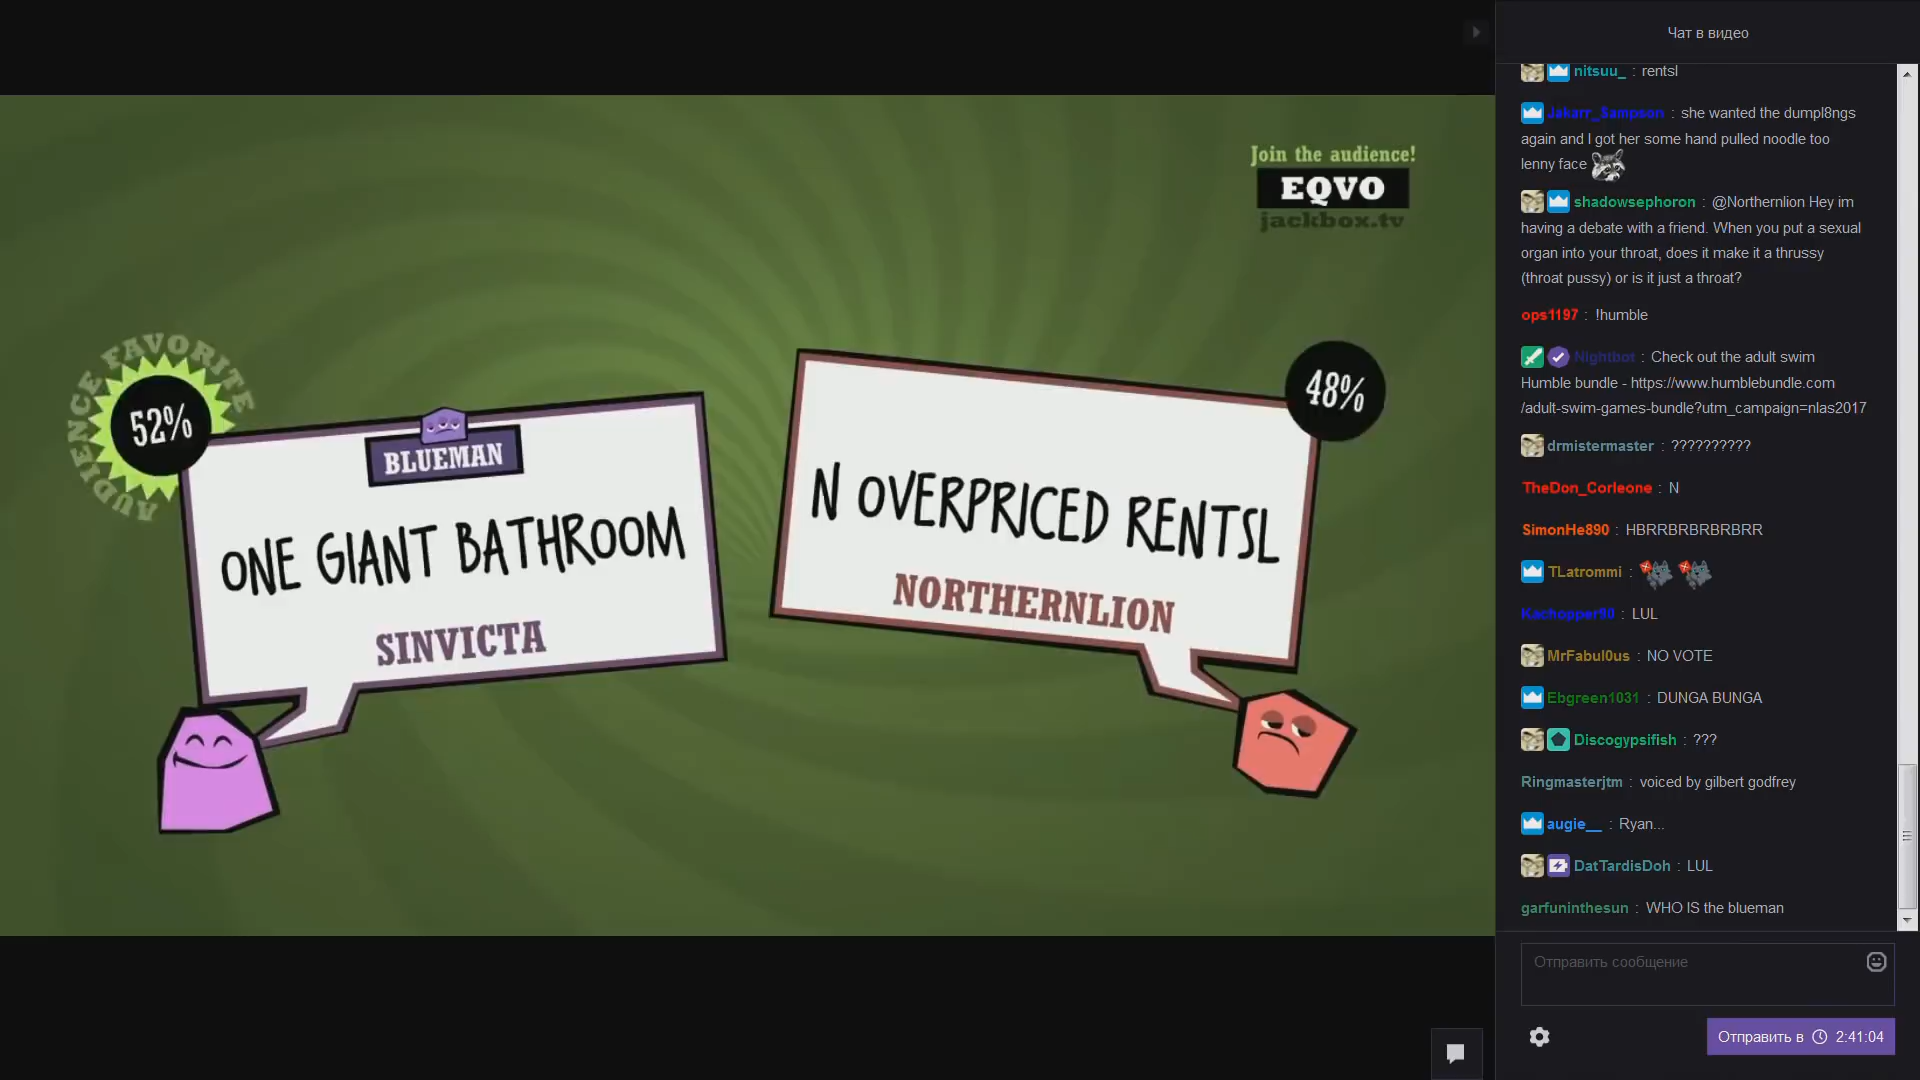 Чат в видео
Join the audience!
EQVO
jackbox.tv
AUDIENCE FAVORITE
52%
BLUEMAN
ONE GIANT BATHROOM
SINVICTA
48%
N OVERPRICED RENTSL
NORTHERNLION
nitsuu_ : rentsl
Jakarr_Sampson : she wanted the dumpl8ngs
again and I got her some hand pulled noodle too
lenny face
shadowsephoron : @Northernlion Hey im
having a debate with a friend. When you put a sexual
organ into your throat, does it make it a thrussy
(throat pussy) or is it just a throat?
ops1197 : !humble
Nightbot : Check out the adult swim
Humble bundle - https://www.humblebundle.com
/adult-swim-games-bundle?utm_campaign=nlas2017
drmistermaster : ??????????
TheDon_Corleone : N
SimonHe890 : HBRRBRBRBRBRR
TLatrommi :
Kachopper90 : LUL
MrFabul0us : NO VOTE
Ebgreen1031 : DUNGA BUNGA
Discogypsifish : ???
Ringmasterjtm : voiced by gilbert godfrey
augie__ : Ryan...
DatTardisDoh : LUL
garfuninthesun : WHO IS the blueman
Отправить сообщение
Отправить в 2:41:04